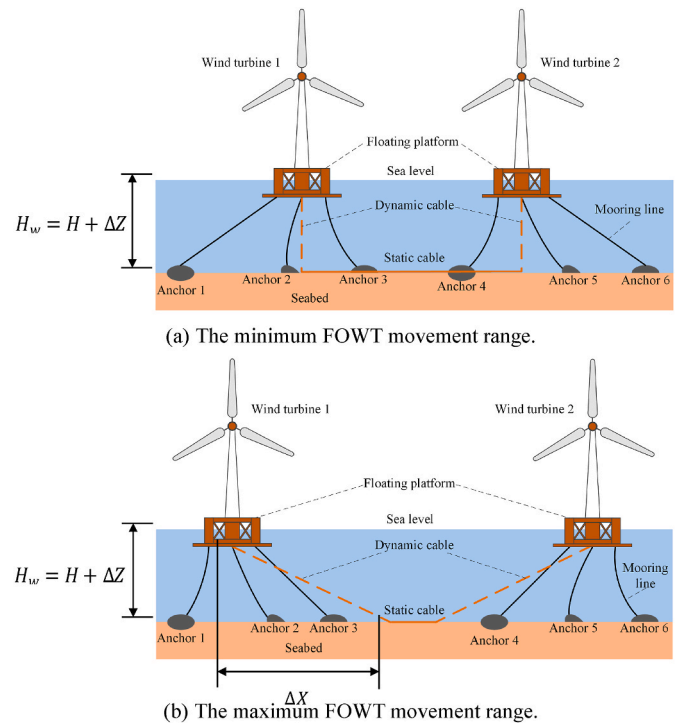 Wind turbine 1
Wind turbine 2
Floating platform
Sea level
H_w = H + ΔZ
Dynamic cable
Mooring line
Static cable
Anchor 1
Anchor 2
Anchor 3
Anchor 4
Anchor 5
Anchor 6
Seabed
(a) The minimum FOWT movement range.
Wind turbine 1
Wind turbine 2
Floating platform
Sea level
H_w = H + ΔZ
Dynamic cable
Mooring
line
Static cable
Anchor 1
Anchor 2
Anchor 3
Anchor 4
Anchor 5
Anchor 6
Seabed
ΔX
(b) The maximum FOWT movement range.